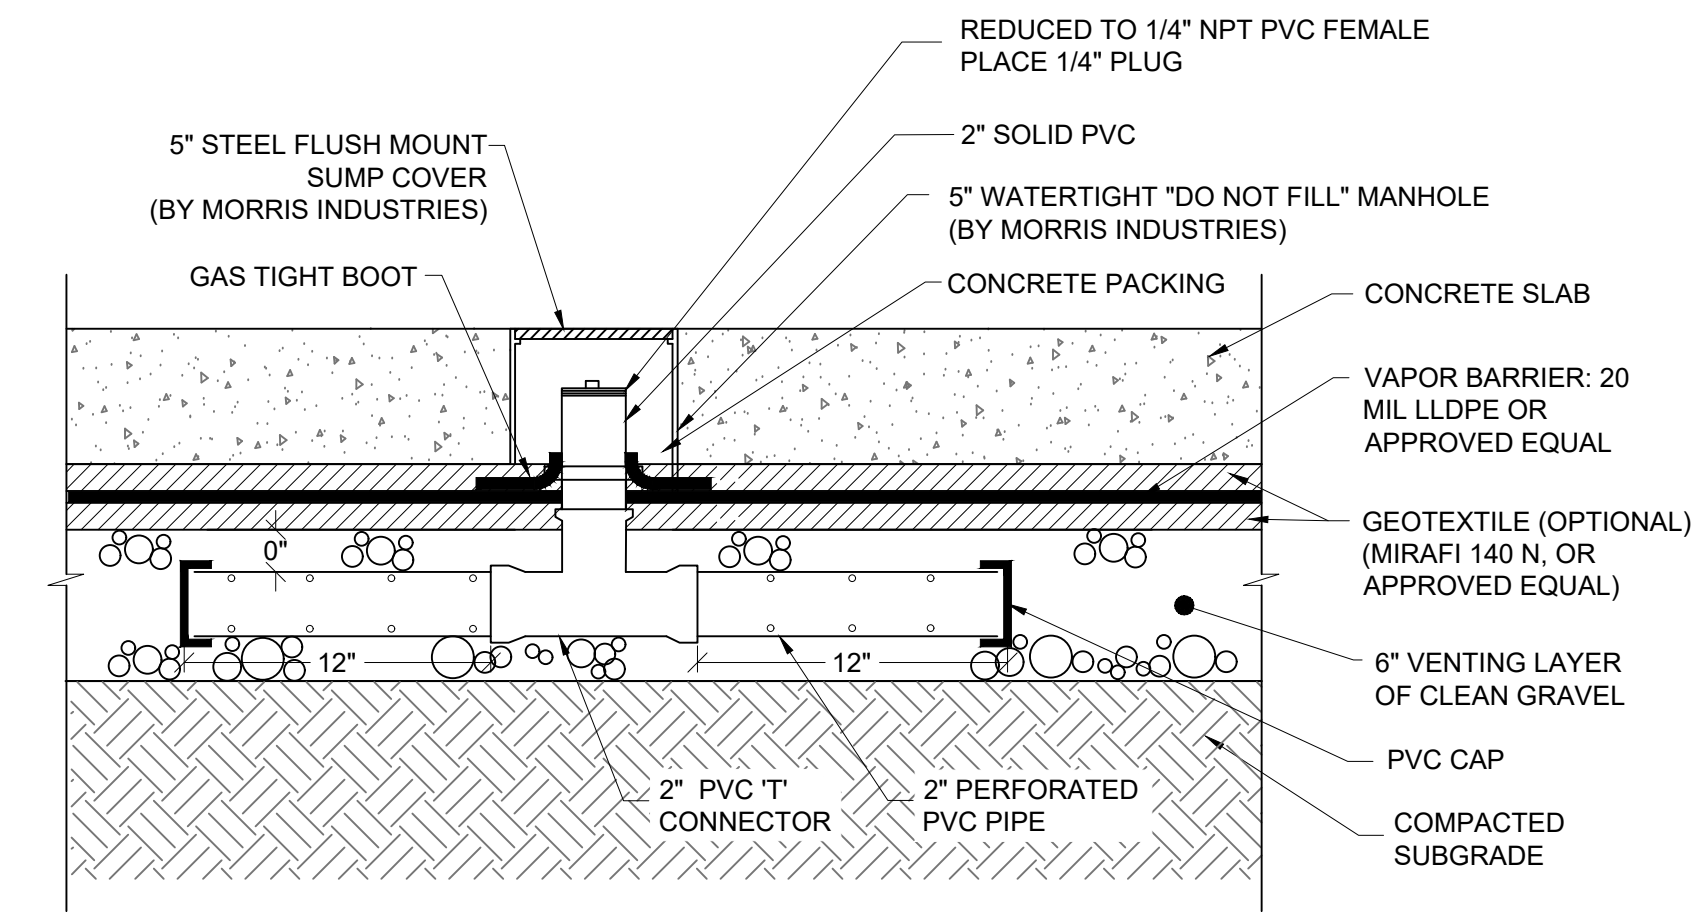 REDUCED TO 1/4" NPT PVC FEMALE
PLACE 1/4" PLUG
5" STEEL FLUSH MOUNT
SUMP COVER
(BY MORRIS INDUSTRIES)
2" SOLID PVC
5" WATERTIGHT "DO NOT FILL" MANHOLE
(BY MORRIS INDUSTRIES)
GAS TIGHT BOOT
CONCRETE PACKING
CONCRETE SLAB
VAPOR BARRIER: 20
MIL LLDPE OR
APPROVED EQUAL
GEOTEXTILE (OPTIONAL)
(MIRAFI 140 N, OR
APPROVED EQUAL)
0"
12"
12"
6" VENTING LAYER
OF CLEAN GRAVEL
PVC CAP
2" PVC 'T'
CONNECTOR
2" PERFORATED
PVC PIPE
COMPACTED
SUBGRADE